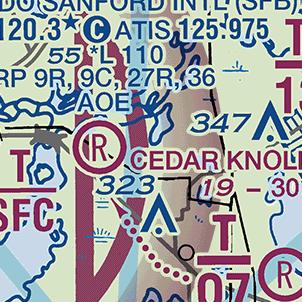 DO SANFORD INTL (SFB)
120.3* C ATIS 125.975
55 *L 110
RP 9R, 9C, 27R, 36
AOE
347
T
R
CEDAR KNOLL
T
SFC
323
19 – 30
T
07
R